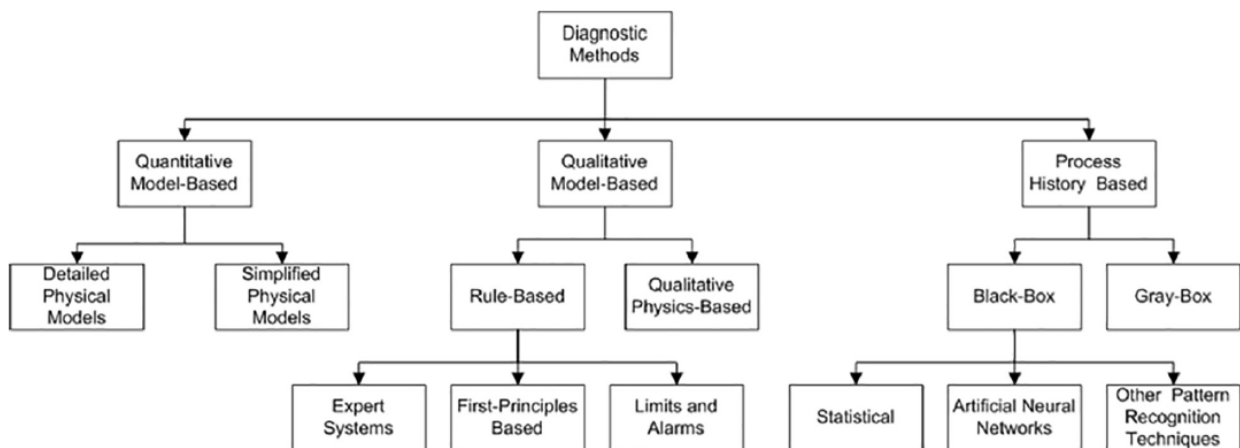 Diagnostic
Methods
Quantitative
Model-Based
Qualitative
Model-Based
Process
History Based
Detailed
Physical
Models
Simplified
Physical
Models
Rule-Based
Qualitative
Physics-Based
Black-Box
Gray-Box
Expert
Systems
First-Principles
Based
Limits and
Alarms
Statistical
Artificial Neural
Networks
Other Pattern
Recognition
Techniques